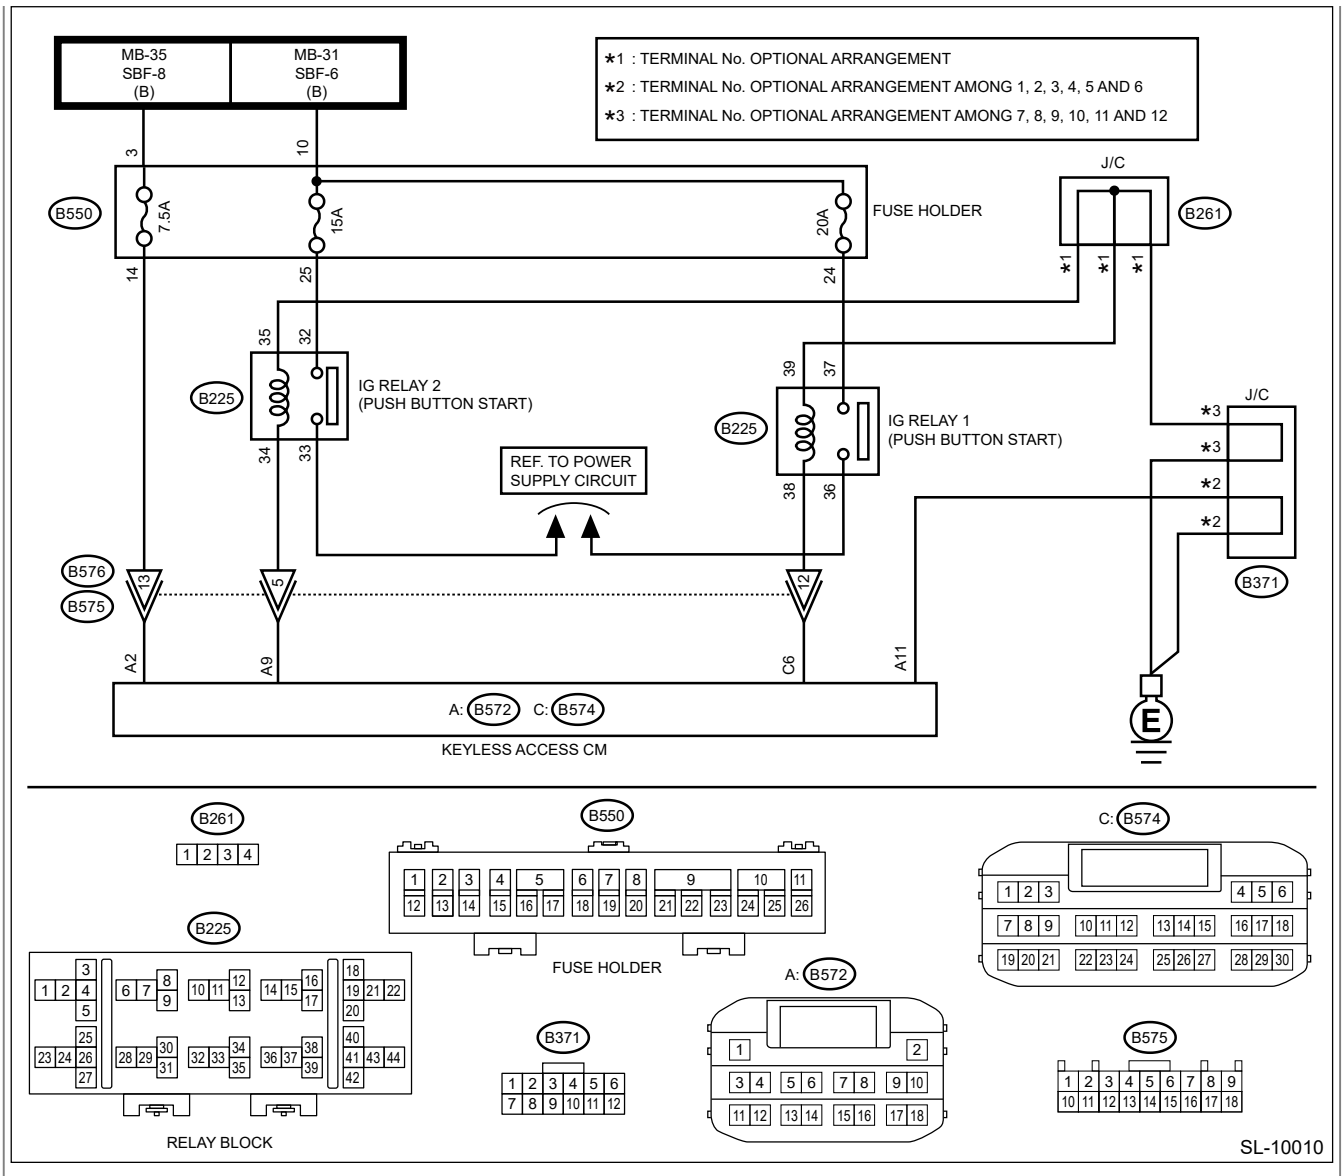 MB-35
SBF-8
(B)
MB-31
SBF-6
(B)
*1 : TERMINAL No. OPTIONAL ARRANGEMENT
*2 : TERMINAL No. OPTIONAL ARRANGEMENT AMONG 1, 2, 3, 4, 5 AND 6
*3 : TERMINAL No. OPTIONAL ARRANGEMENT AMONG 7, 8, 9, 10, 11 AND 12
3
10
J/C
B550
7.5A
15A
20A
FUSE HOLDER
B261
14
25
24
*1
*1
*1
35
32
39
37
B225
IG RELAY 2
(PUSH BUTTON START)
B225
IG RELAY 1
(PUSH BUTTON START)
J/C
*3
*3
*2
*2
34
33
REF. TO POWER
SUPPLY CIRCUIT
38
36
B576
B575
13
5
12
B371
A2
A9
C6
A11
A: B572 C: B574
KEYLESS ACCESS CM
E
B261
1 2 3 4
B550
1 2 3 4 5 6 7 8 9 10 11
12 13 14 15 16 17 18 19 20 21 22 23 24 25 26
FUSE HOLDER
C: B574
1 2 3 4 5 6
7 8 9 10 11 12 13 14 15 16 17 18
19 20 21 22 23 24 25 26 27 28 29 30
B225
3 8 12 16 18
1 2 4 6 7 10 11 14 15 19 21 22
5 9 13 17 20
25 30 34 38 40
23 24 26 28 29 32 33 36 37 41 43 44
27 31 35 39 42
RELAY BLOCK
B371
1 2 3 4 5 6
7 8 9 10 11 12
A: B572
1 2
3 4 5 6 7 8 9 10
11 12 13 14 15 16 17 18
B575
1 2 3 4 5 6 7 8 9
10 11 12 13 14 15 16 17 18
SL-10010